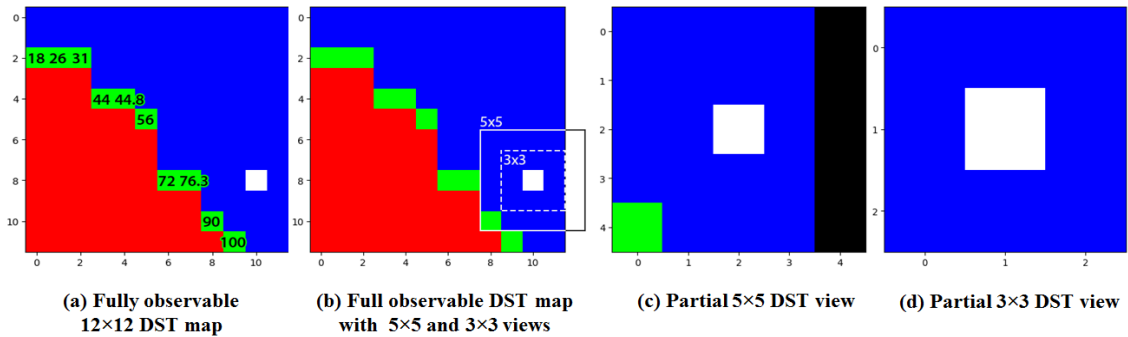 0
2
4
6
8
10
18 26 31
44 44.8
56
72 76.3
90
100
0 2 4 6 8 10
0
2
4
6
8
10
5x5
3x3
0 2 4 6 8 10
0
1
2
3
4
0 1 2 3 4
0
1
2
0 1 2
(a) Fully observable
12×12 DST map
(b) Full observable DST map
with 5×5 and 3×3 views
(c) Partial 5×5 DST view
(d) Partial 3×3 DST view